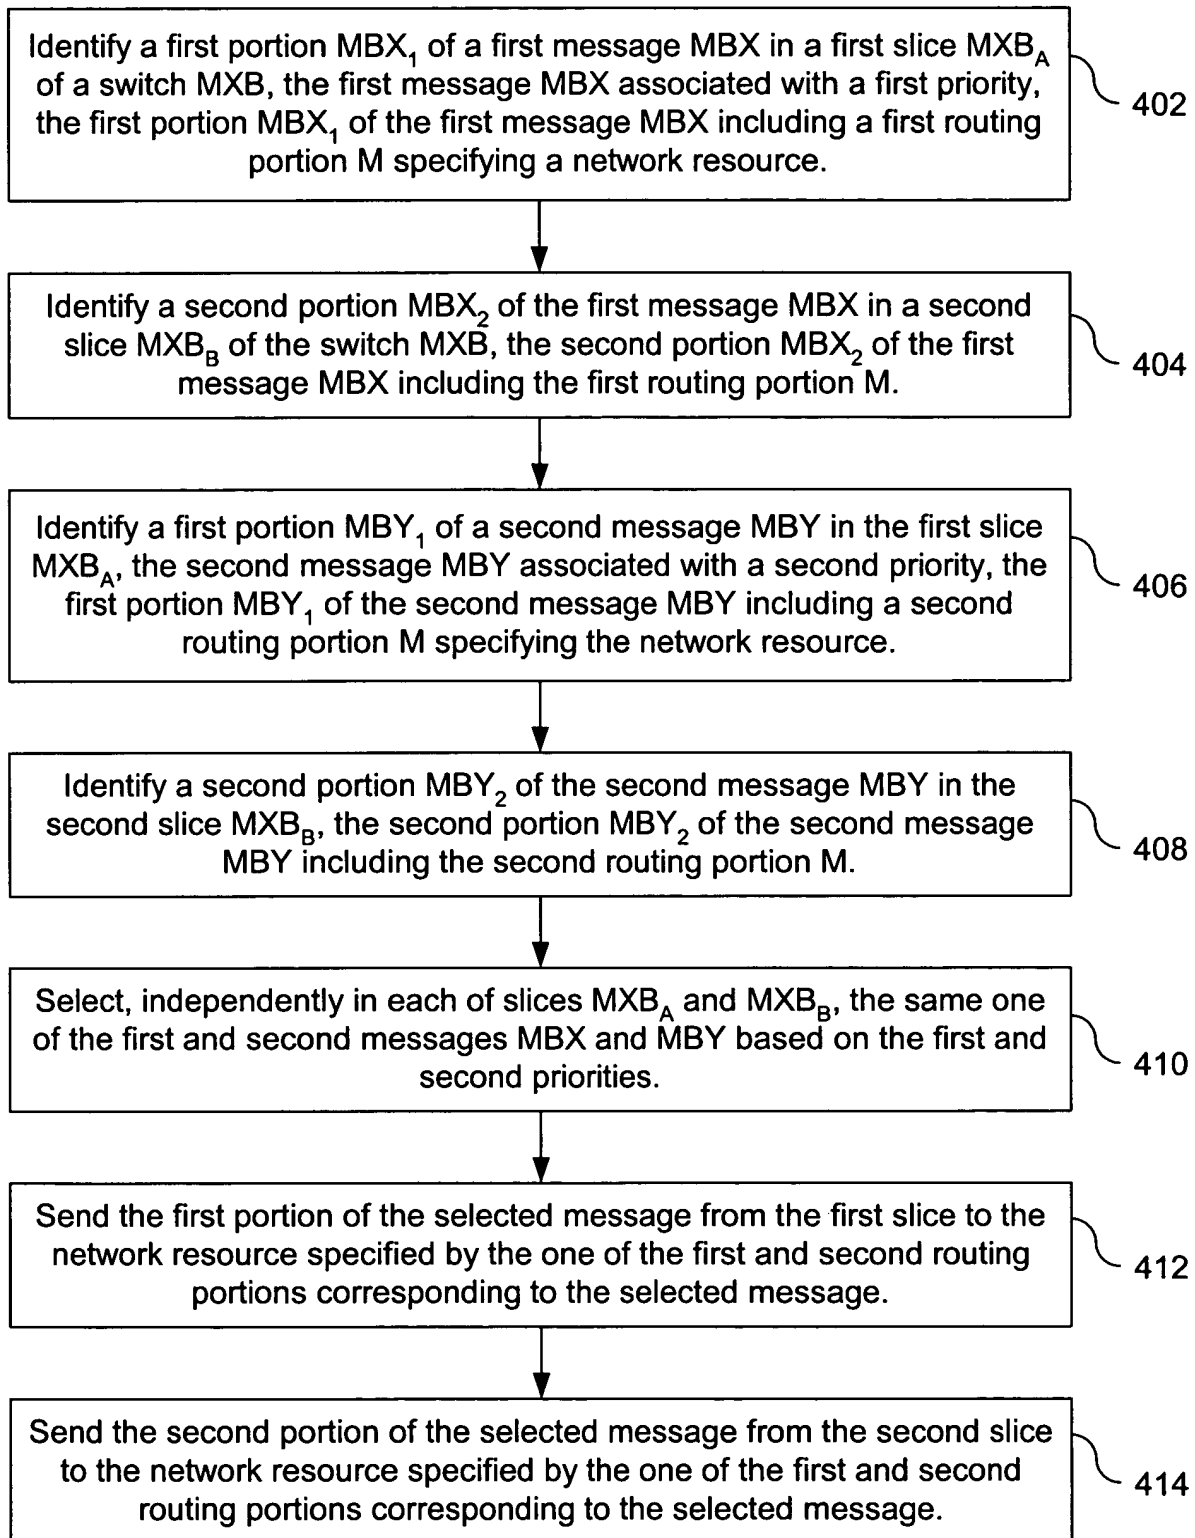 Identify a first portion MBX₁ of a first message MBX in a first slice MXB_A
of a switch MXB, the first message MBX associated with a first priority,
the first portion MBX₁ of the first message MBX including a first routing
portion M specifying a network resource.
402
Identify a second portion MBX₂ of the first message MBX in a second
slice MXB_B of the switch MXB, the second portion MBX₂ of the first
message MBX including the first routing portion M.
404
Identify a first portion MBY₁ of a second message MBY in the first slice
MXB_A, the second message MBY associated with a second priority, the
first portion MBY₁ of the second message MBY including a second
routing portion M specifying the network resource.
406
Identify a second portion MBY₂ of the second message MBY in the
second slice MXB_B, the second portion MBY₂ of the second message
MBY including the second routing portion M.
408
Select, independently in each of slices MXB_A and MXB_B, the same one
of the first and second messages MBX and MBY based on the first and
second priorities.
410
Send the first portion of the selected message from the first slice to the
network resource specified by the one of the first and second routing
portions corresponding to the selected message.
412
Send the second portion of the selected message from the second slice
to the network resource specified by the one of the first and second
routing portions corresponding to the selected message.
414